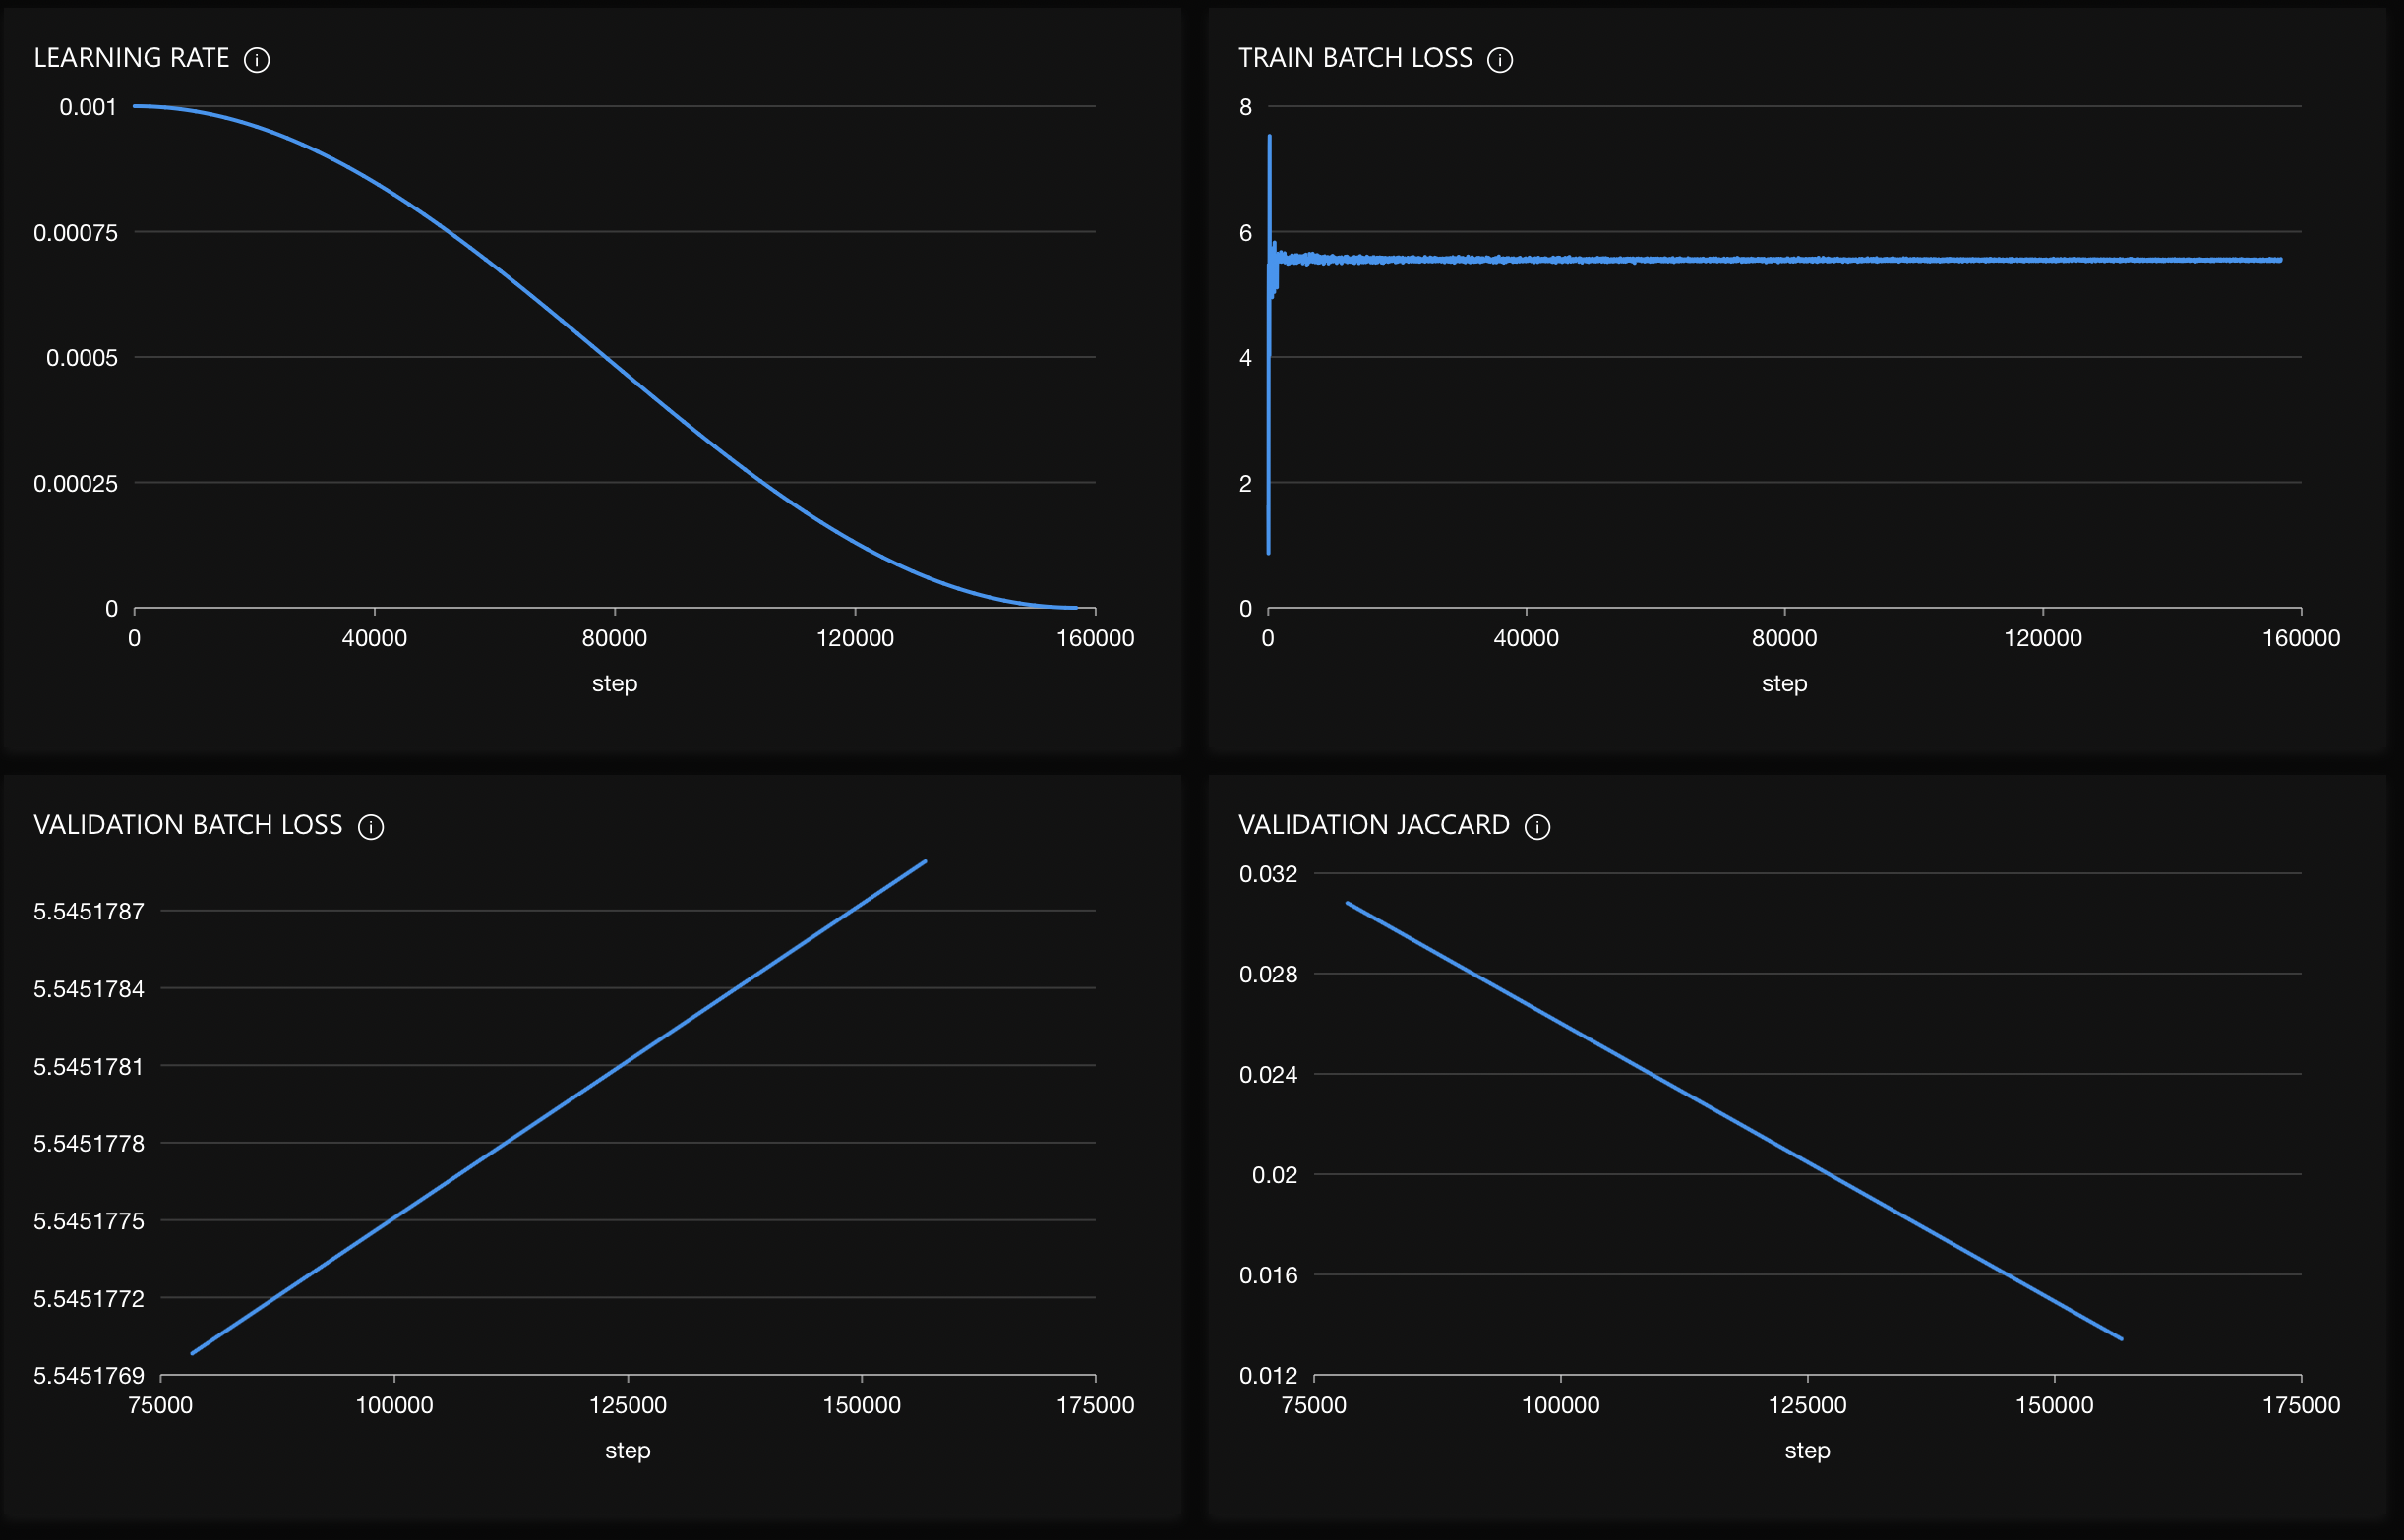 LEARNING RATE
0.001
0.00075
0.0005
0.00025
0
0 40000 80000 120000 160000
step
TRAIN BATCH LOSS
8
6
4
2
0
0 40000 80000 120000 160000
step
VALIDATION BATCH LOSS
5.5451787
5.5451784
5.5451781
5.5451778
5.5451775
5.5451772
5.5451769
75000 100000 125000 150000 175000
step
VALIDATION JACCARD
0.032
0.028
0.024
0.02
0.016
0.012
75000 100000 125000 150000 175000
step